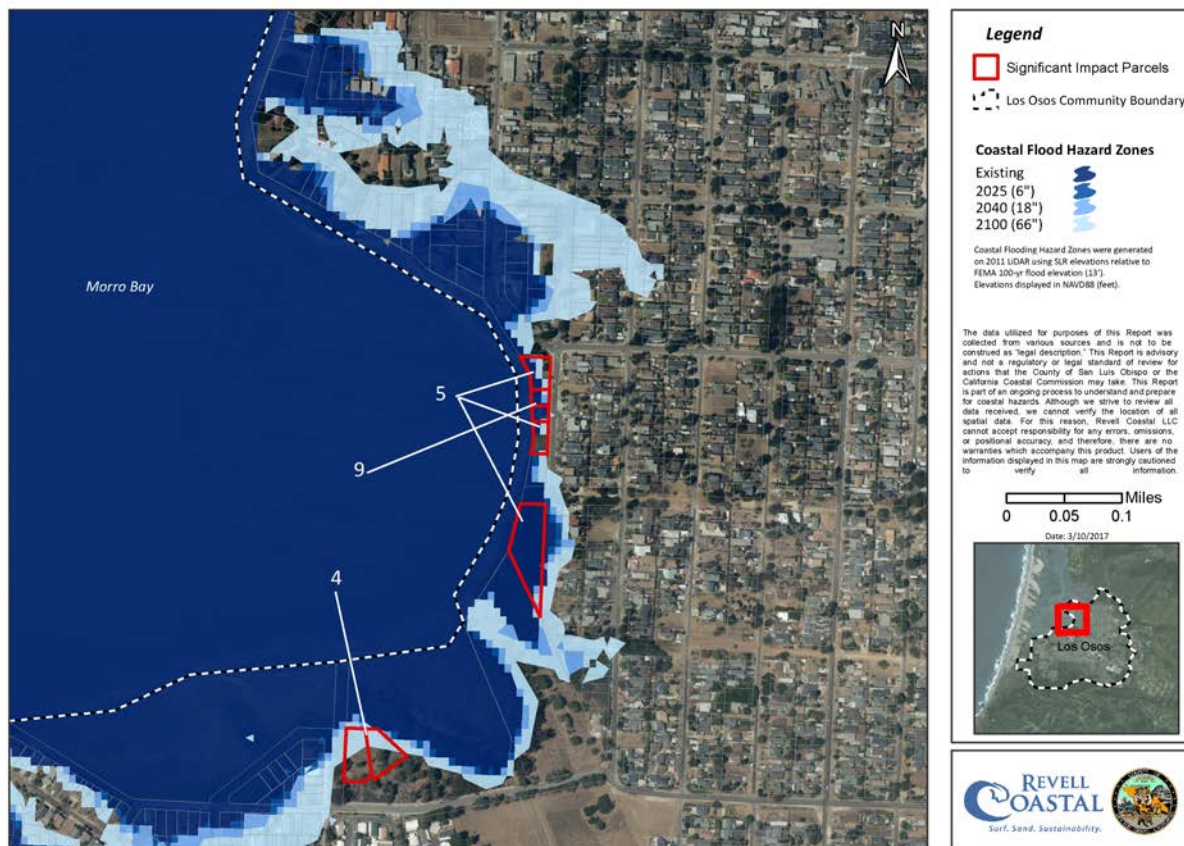 N
Morro Bay
5
9
4
Legend
Significant Impact Parcels
Los Osos Community Boundary
Coastal Flood Hazard Zones
Existing
2025 (6")
2040 (18")
2100 (66")
Coastal Flooding Hazard Zones were generated
on 2011 LiDAR using SLR elevations relative to
FEMA 100-yr flood elevation (13').
Elevations displayed in NAVD88 (feet).
The data utilized for purposes of this Report was
collected from various sources and is not to be
construed as "legal description." This Report is advisory
and not a regulatory or legal standard of review for
actions that the County of San Luis Obispo or the
California Coastal Commission may take. This Report
is part of an ongoing process to understand and prepare
for coastal hazards. Although we strive to review all
data received, we cannot verify the location of all
spatial data. For this reason, Revell Coastal LLC
cannot accept responsibility for any errors, omissions,
or positional accuracy, and therefore, there are no
warranties which accompany this product. Users of the
information displayed in this map are strongly cautioned
to verify all information.
Miles
0 0.05 0.1
Date: 3/10/2017
Los Osos
REVELL
COASTAL
Surf. Sand. Sustainability.